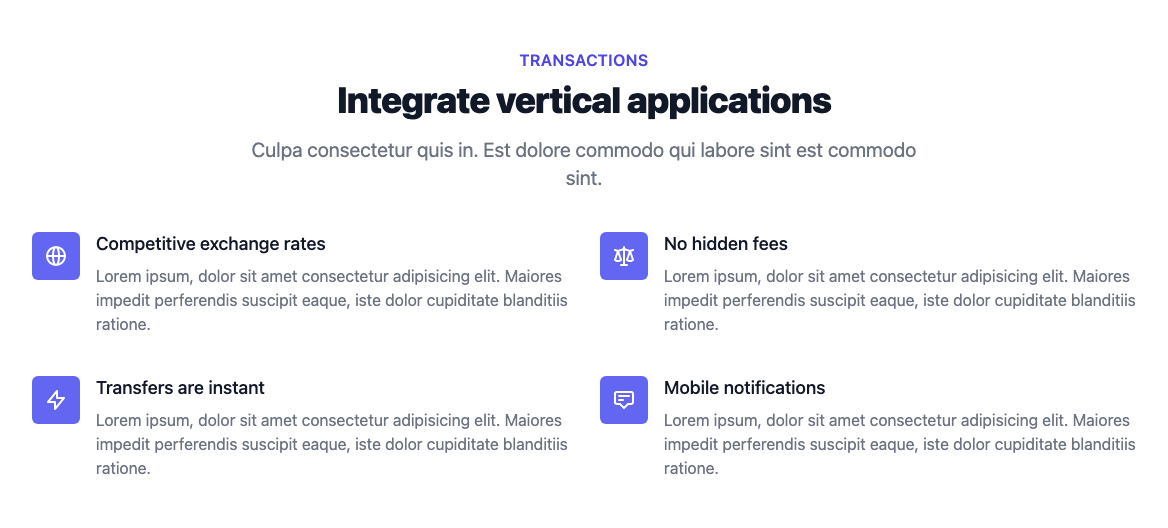 TRANSACTIONS
Integrate vertical applications
Culpa consectetur quis in. Est dolore commodo qui labore sint est commodo
sint.
Competitive exchange rates
Lorem ipsum, dolor sit amet consectetur adipisicing elit. Maiores
impedit perferendis suscipit eaque, iste dolor cupiditate blanditiis
ratione.
No hidden fees
Lorem ipsum, dolor sit amet consectetur adipisicing elit. Maiores
impedit perferendis suscipit eaque, iste dolor cupiditate blanditiis
ratione.
Transfers are instant
Lorem ipsum, dolor sit amet consectetur adipisicing elit. Maiores
impedit perferendis suscipit eaque, iste dolor cupiditate blanditiis
ratione.
Mobile notifications
Lorem ipsum, dolor sit amet consectetur adipisicing elit. Maiores
impedit perferendis suscipit eaque, iste dolor cupiditate blanditiis
ratione.